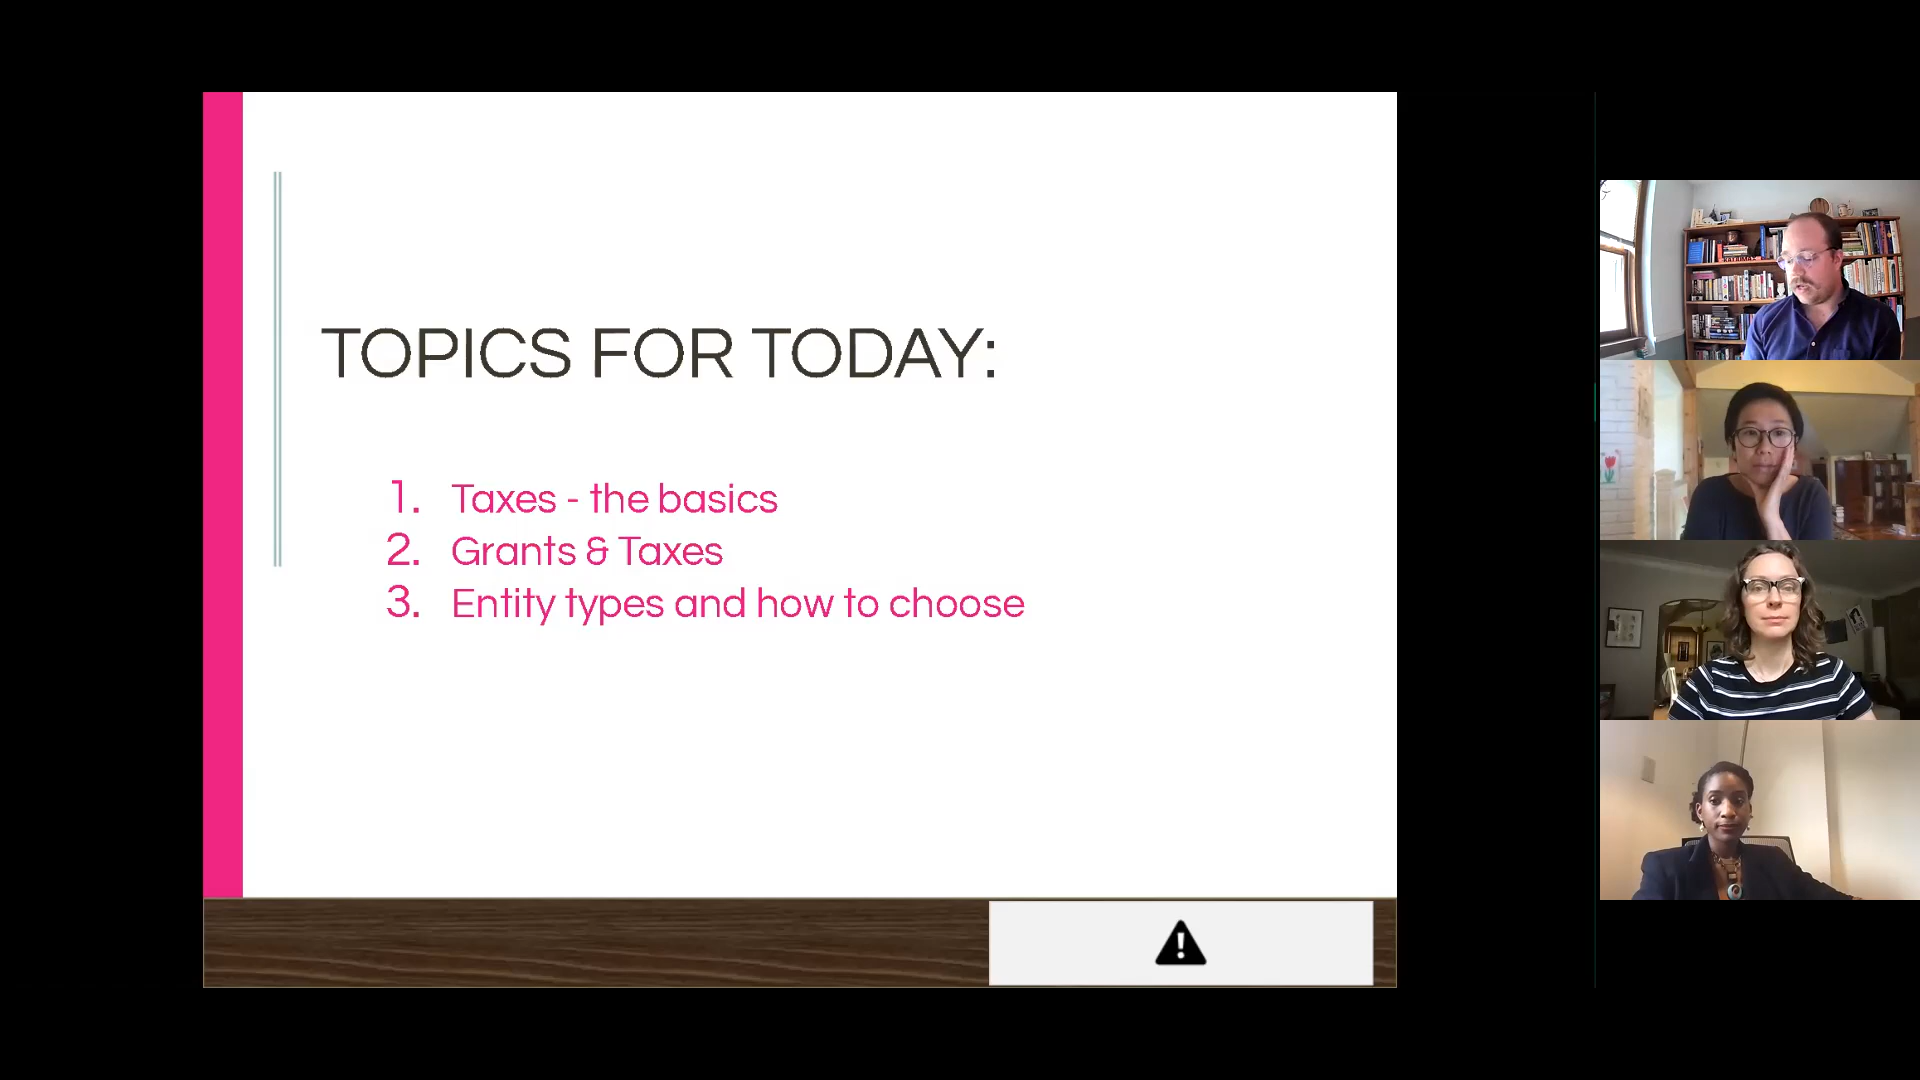 TOPICS FOR TODAY:
1. Taxes - the basics
2. Grants & Taxes
3. Entity types and how to choose